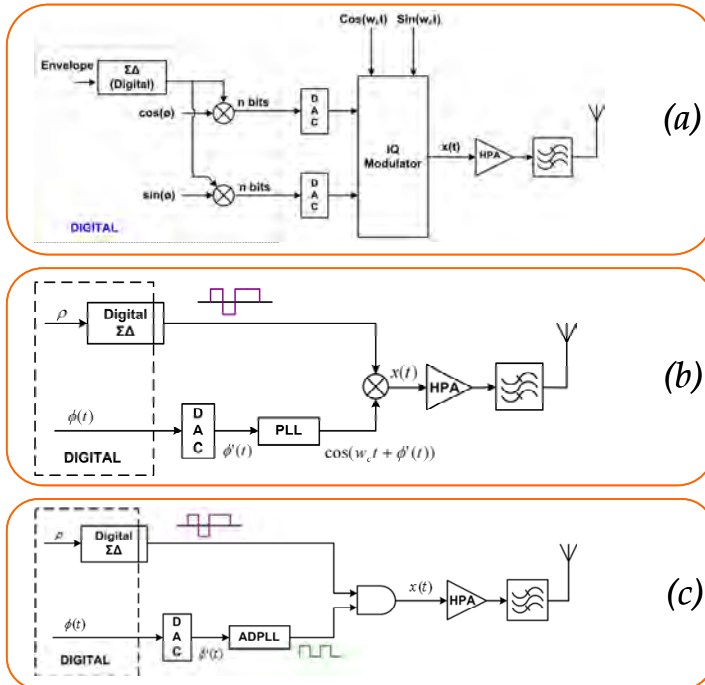 Cos(wct) Sin(wct)
Envelope
ΣΔ
(Digital)
cos(ø)
n bits
D
A
C
IQ
Modulator
x(t)
HPA
sin(ø)
n bits
D
A
C
DIGITAL
(a)
ρ
Digital
ΣΔ
x(t)
HPA
ϕ(t)
D
A
C
ϕ'(t)
PLL
cos(w_c t + ϕ'(t))
DIGITAL
(b)
ρ
Digital
ΣΔ
x(t)
HPA
ϕ(t)
D
A
C
ϕ'(t)
ADPLL
DIGITAL
(c)